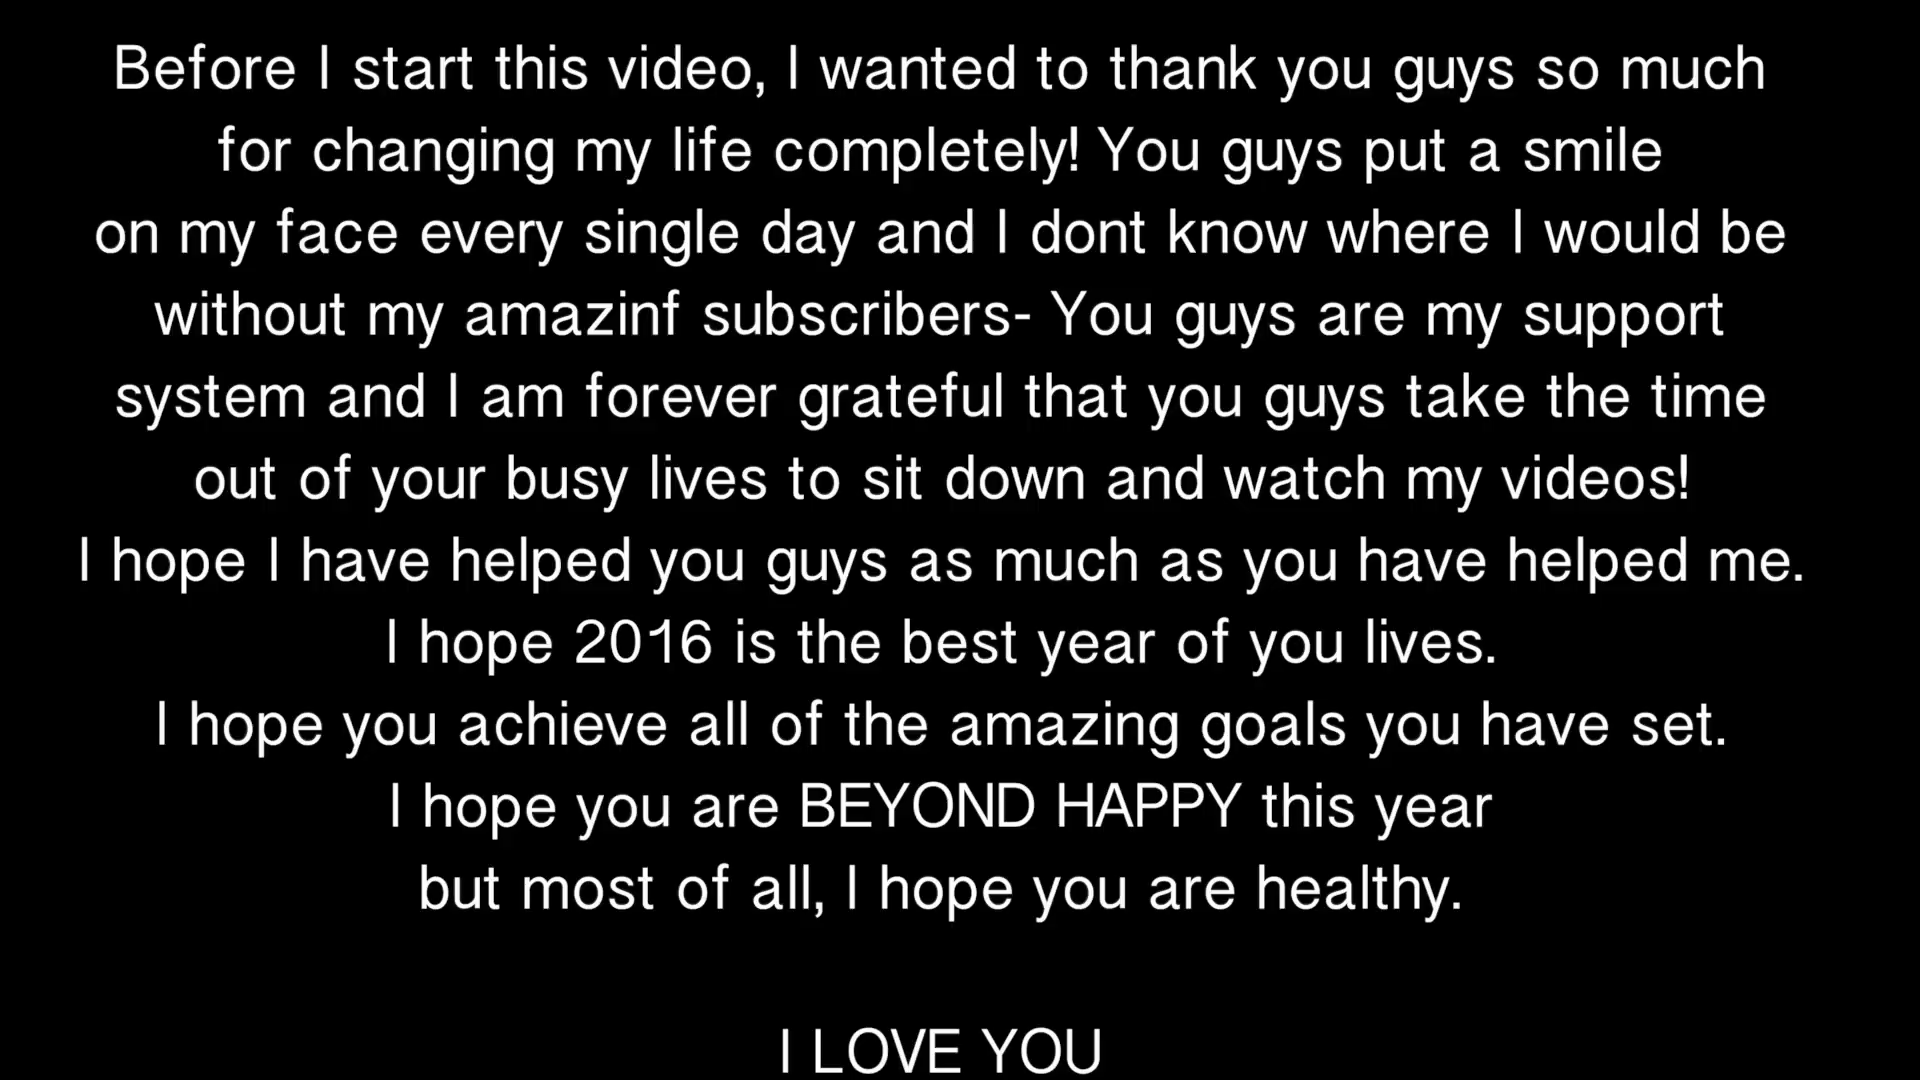 Before I start this video, I wanted to thank you guys so much
for changing my life completely! You guys put a smile
on my face every single day and I dont know where I would be
without my amazinf subscribers- You guys are my support
system and I am forever grateful that you guys take the time
out of your busy lives to sit down and watch my videos!
I hope I have helped you guys as much as you have helped me.
I hope 2016 is the best year of you lives.
I hope you achieve all of the amazing goals you have set.
I hope you are BEYOND HAPPY this year
but most of all, I hope you are healthy.
I LOVE YOU